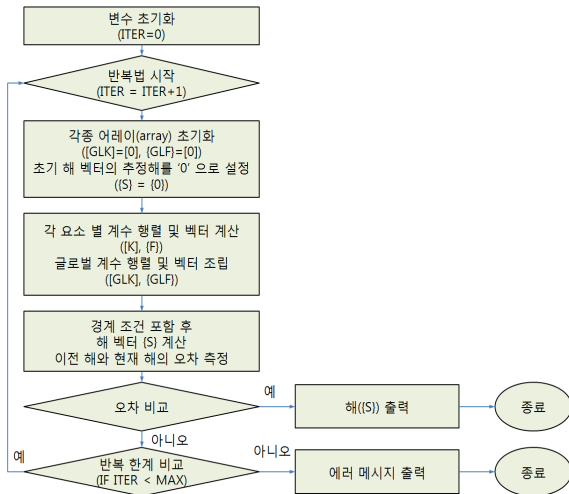 변수 초기화
(ITER=0)
반복법 시작
(ITER = ITER+1)
각종 어레이(array) 초기화
([GLK]=[0], {GLF}=[0])
초기 해 벡터의 추정해를 '0' 으로 설정
({S} = {0})
각 요소 별 계수 행렬 및 벡터 계산
([K], {F})
글로벌 계수 행렬 및 벡터 조립
([GLK], {GLF})
경계 조건 포함 후
해 벡터 {S} 계산
이전 해와 현재 해의 오차 측정
오차 비교
예
해({S}) 출력
종료
아니오
반복 한계 비교
(IF ITER < MAX)
예
아니오
에러 메시지 출력
종료